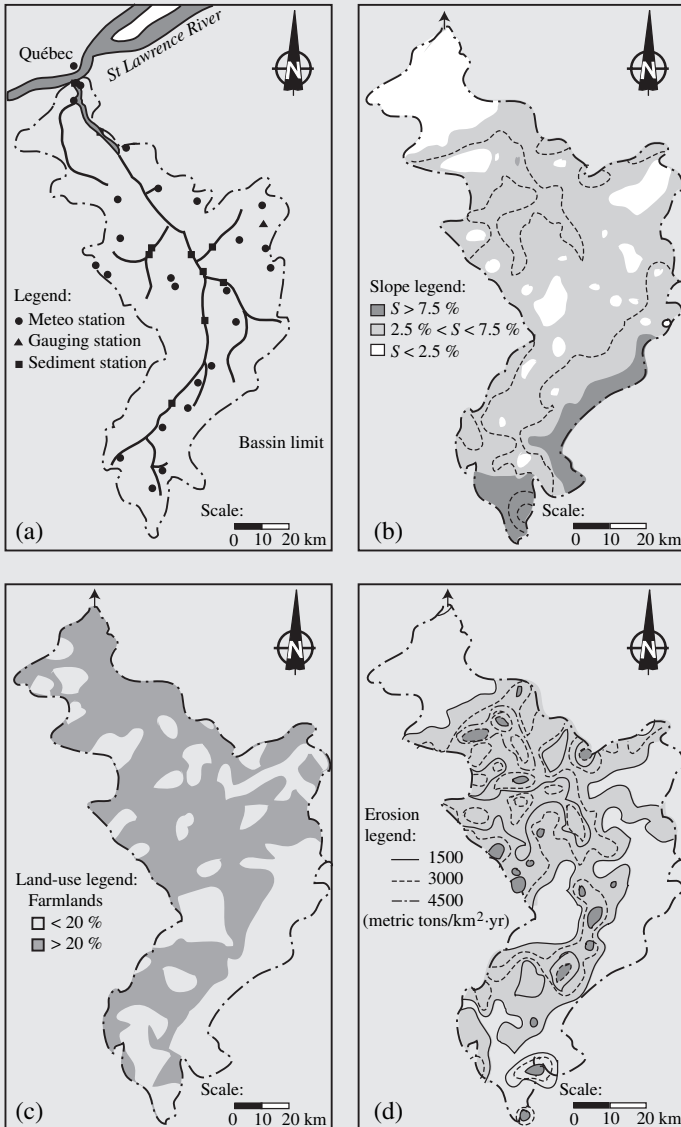 Québec
St Lawrence River
N
Legend:
Meteo station
Gauging station
Sediment station
Bassin limit
(a)
Scale:
0 10 20 km
N
Slope legend:
S > 7.5 %
2.5 % < S < 7.5 %
S < 2.5 %
(b)
Scale:
0 10 20 km
N
Land-use legend:
Farmlands
< 20 %
> 20 %
(c)
Scale:
0 10 20 km
N
Erosion
legend:
1500
3000
4500
(metric tons/km²·yr)
(d)
Scale:
0 10 20 km